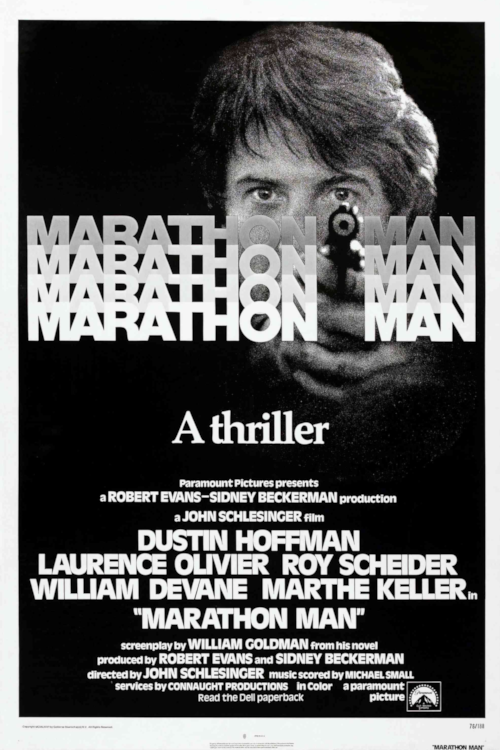 MARATHON MAN
MARATHON MAN
MARATHON MAN
MARATHON MAN
A thriller
Paramount Pictures presents
a ROBERT EVANS–SIDNEY BECKERMAN production
a JOHN SCHLESINGER film
DUSTIN HOFFMAN
LAURENCE OLIVIER ROY SCHEIDER
WILLIAM DEVANE MARTHE KELLER in
"MARATHON MAN"
screenplay by WILLIAM GOLDMAN from his novel
produced by ROBERT EVANS and SIDNEY BECKERMAN
directed by JOHN SCHLESINGER music scored by MICHAEL SMALL
services by CONNAUGHT PRODUCTIONS in Color a paramount
Read the Dell paperback picture
"MARATHON MAN"